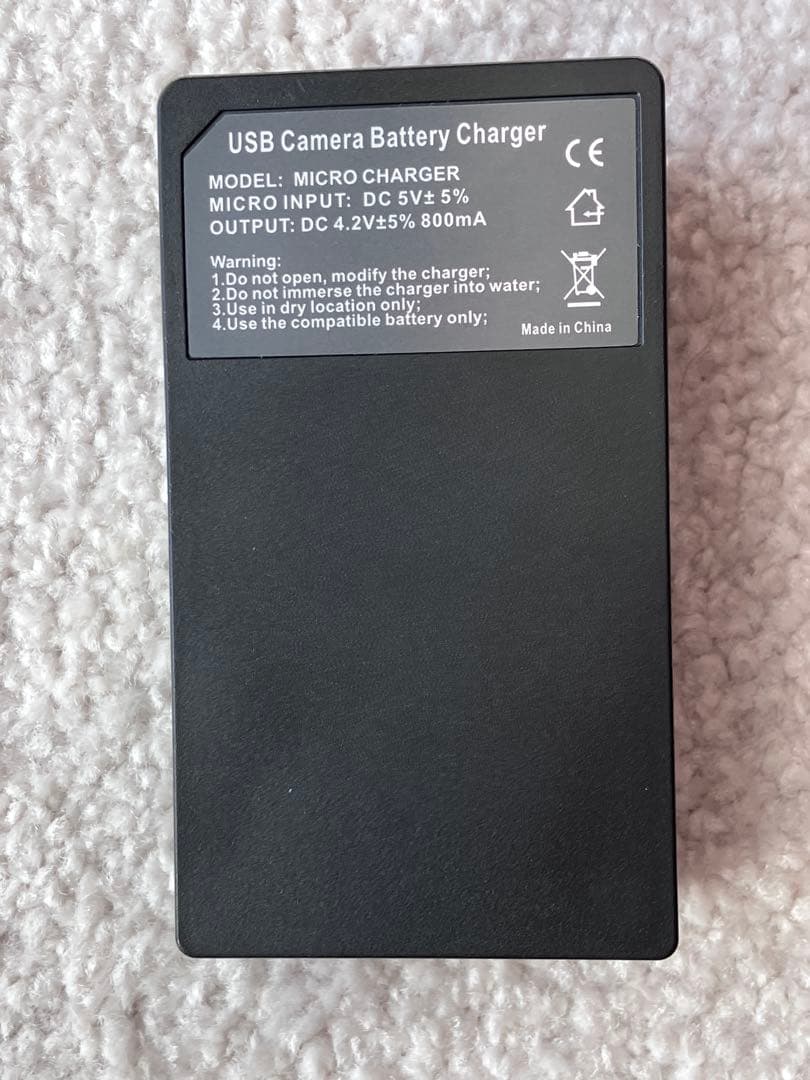 USB Camera Battery Charger
CE
MODEL: MICRO CHARGER
MICRO INPUT: DC 5V± 5%
OUTPUT: DC 4.2V±5% 800mA
Warning:
1.Do not open, modify the charger;
2.Do not immerse the charger into water;
3.Use in dry location only;
4.Use the compatible battery only;
Made in China